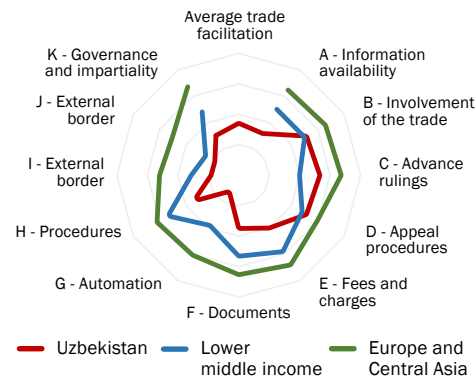 Average trade
facilitation
A - Information
availability
B - Involvement
of the trade
C - Advance
rulings
D - Appeal
procedures
E - Fees and
charges
F - Documents
G - Automation
H - Procedures
I - External
border
J - External
border
K - Governance
and impartiality
Uzbekistan
Lower
middle income
Europe and
Central Asia